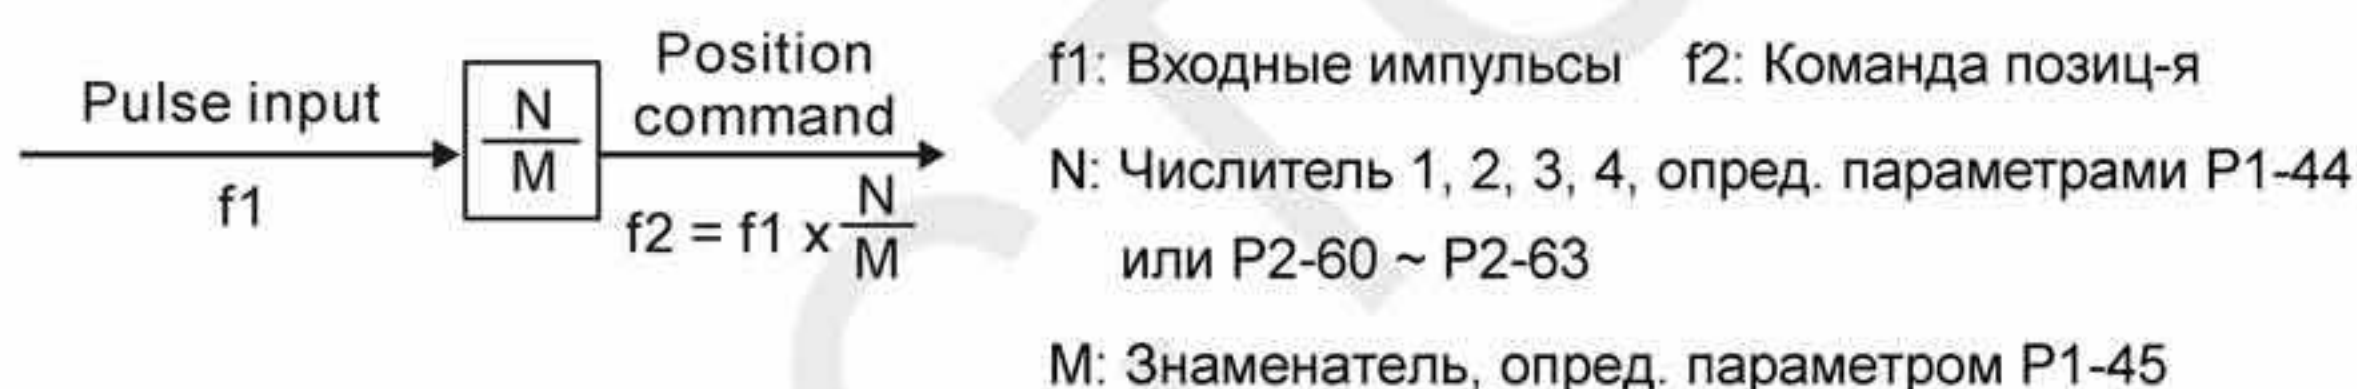 Pulse input
f1
N
M
Position
command
f2 = f1 x N/M
f1: Входные импульсы f2: Команда позиц-я
N: Числитель 1, 2, 3, 4, опред. параметрами P1-44
или P2-60 ~ P2-63
M: Знаменатель, опред. параметром P1-45